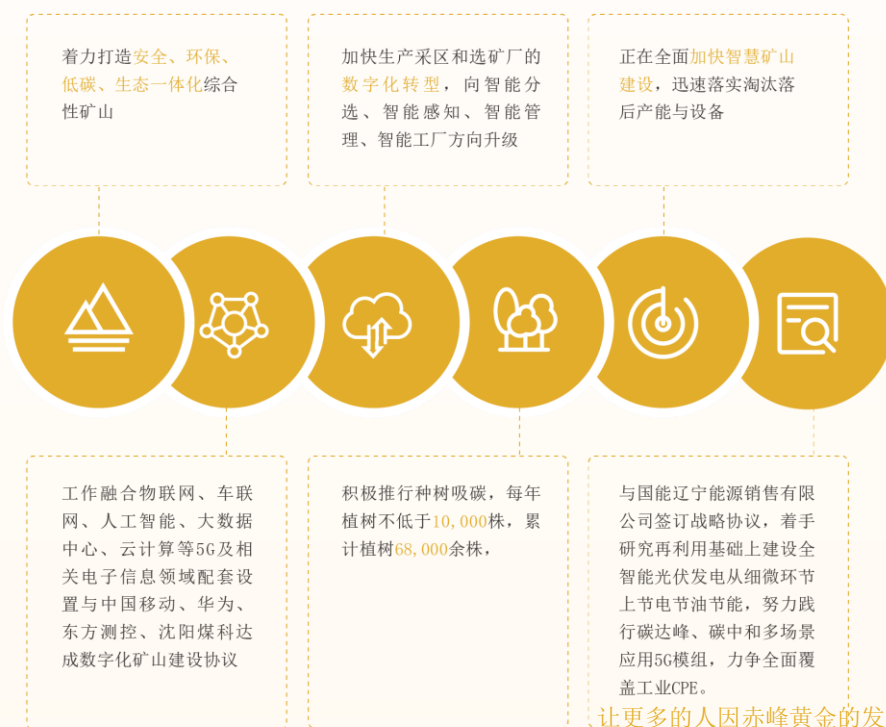 着力打造安全、环保、
低碳、生态一体化综合
性矿山
加快生产采区和选矿厂的
数字化转型，向智能分
选、智能感知、智能管
理、智能工厂方向升级
正在全面加快智慧矿山
建设，迅速落实淘汰落
后产能与设备
工作融合物联网、车联
网、人工智能、大数据
中心、云计算等5G及相
关电子信息领域配套设
置与中国移动、华为、
东方测控、沈阳煤科达
成数字化矿山建设协议
积极推行种树吸碳，每年
植树不低于10,000株，累
计植树68,000余株，
与国能辽宁能源销售有限
公司签订战略协议，着手
研究再利用基础上建设全
智能光伏发电从细微环节
上节电节油节能，努力践
行碳达峰、碳中和多场景
应用5G模组，力争全面覆
盖工业CPE。
让更多的人因赤峰黄金的发